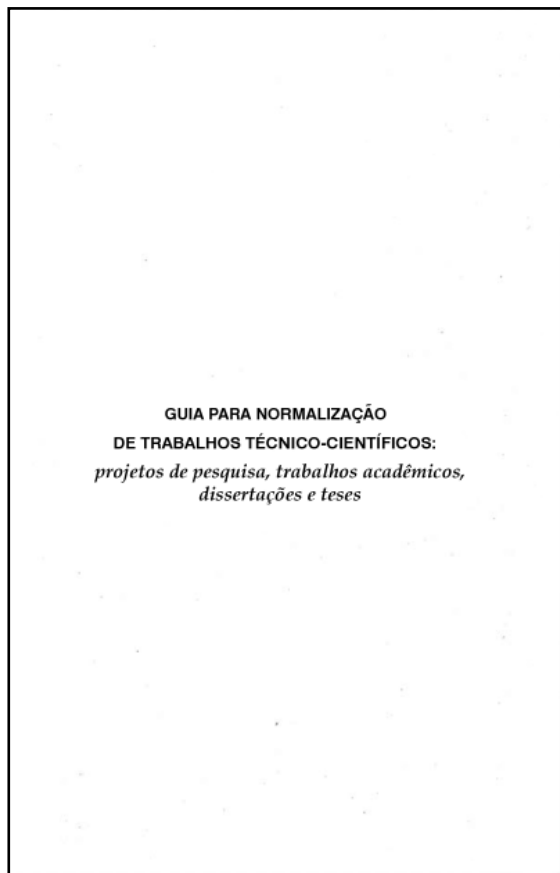 GUIA PARA NORMALIZAÇÃO
DE TRABALHOS TÉCNICO-CIENTÍFICOS:
projetos de pesquisa, trabalhos acadêmicos,
dissertações e teses